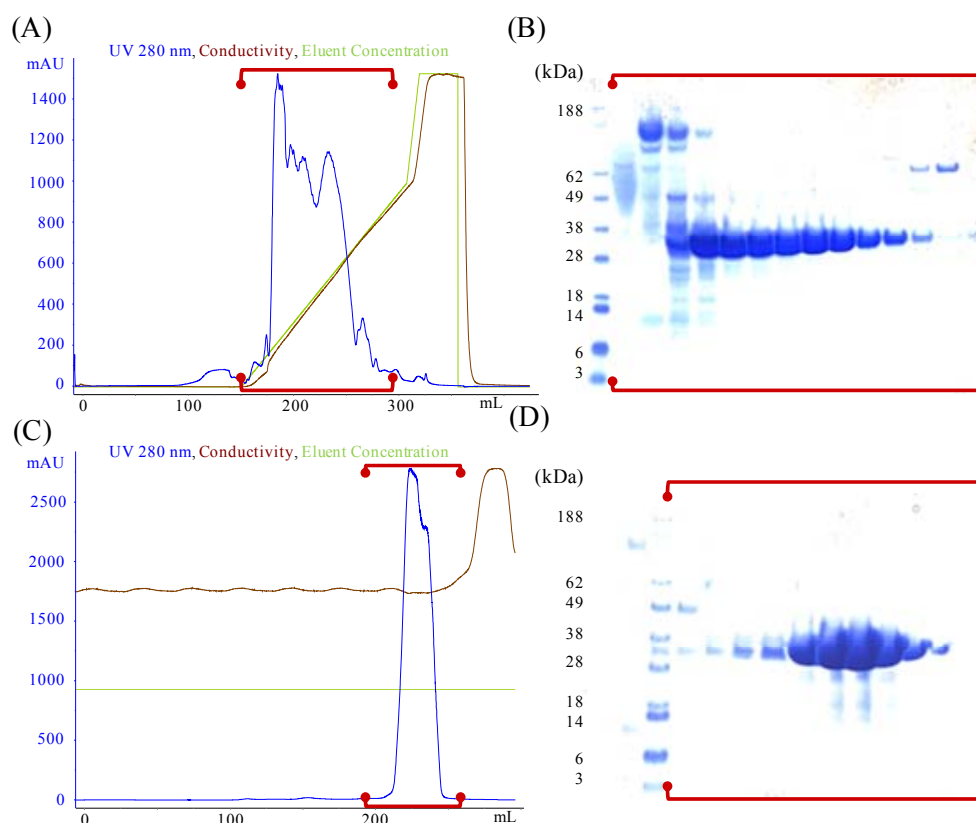 (A)
UV 280 nm, Conductivity, Eluent Concentration
mAU
1400
1200
1000
800
600
400
200
0
0 100 200 300 mL
(B)
(kDa)
188
62
49
38
28
18
14
6
3
(C)
UV 280 nm, Conductivity, Eluent Concentration
mAU
2500
2000
1500
1000
500
0
0 100 200 mL
(D)
(kDa)
188
62
49
38
28
18
14
6
3